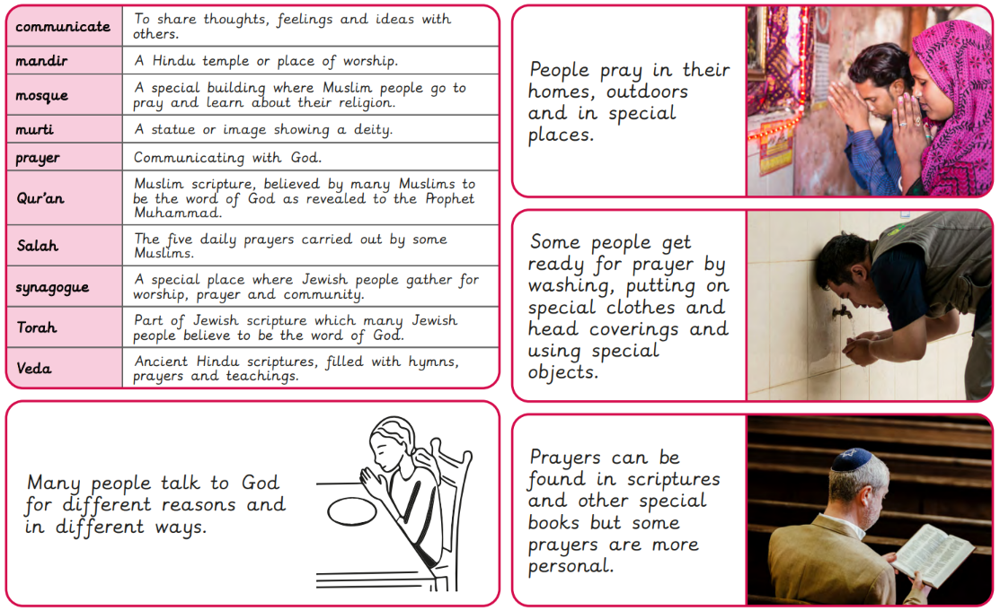 communicate
To share thoughts, feelings and ideas with
others.
mandir
A Hindu temple or place of worship.
mosque
A special building where Muslim people go to
pray and learn about their religion.
murti
A statue or image showing a deity.
prayer
Communicating with God.
Qur'an
Muslim scripture, believed by many Muslims to
be the word of God as revealed to the Prophet
Muhammad.
Salah
The five daily prayers carried out by some
Muslims.
synagogue
A special place where Jewish people gather for
worship, prayer and community.
Torah
Part of Jewish scripture which many Jewish
people believe to be the word of God.
Veda
Ancient Hindu scriptures, filled with hymns,
prayers and teachings.
Many people talk to God
for different reasons and
in different ways.
People pray in their
homes, outdoors
and in special
places.
Some people get
ready for prayer by
washing, putting on
special clothes and
head coverings and
using special
objects.
Prayers can be
found in scriptures
and other special
books but some
prayers are more
personal.